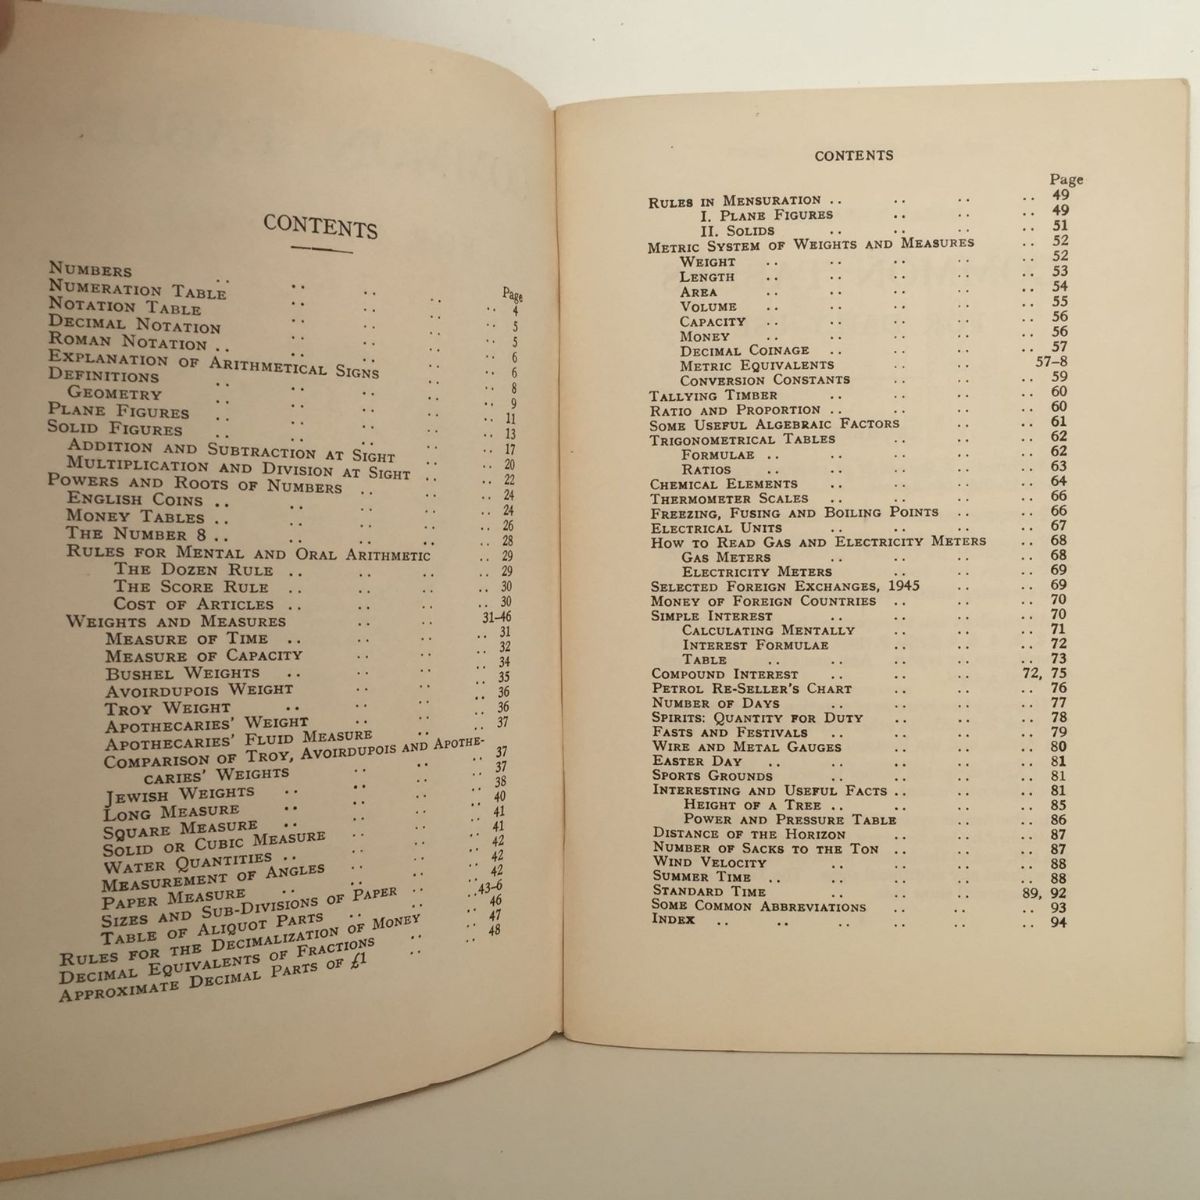 CONTENTS
Page
NUMBERS .. .. .. .. 4
NUMERATION TABLE .. .. .. 5
NOTATION TABLE .. .. .. 5
DECIMAL NOTATION .. .. .. 6
ROMAN NOTATION .. .. .. .. 6
EXPLANATION OF ARITHMETICAL SIGNS .. 8
DEFINITIONS .. .. .. .. 9
GEOMETRY .. .. .. .. 11
PLANE FIGURES .. .. .. .. 13
SOLID FIGURES .. .. .. .. 17
ADDITION AND SUBTRACTION AT SIGHT .. 20
MULTIPLICATION AND DIVISION AT SIGHT .. 22
POWERS AND ROOTS OF NUMBERS .. .. 24
ENGLISH COINS .. .. .. .. 24
MONEY TABLES .. .. .. .. 26
THE NUMBER 8 .. .. .. .. 28
RULES FOR MENTAL AND ORAL ARITHMETIC .. 29
THE DOZEN RULE .. .. .. .. 29
THE SCORE RULE .. .. .. .. 30
COST OF ARTICLES .. .. .. .. 30
WEIGHTS AND MEASURES .. .. 31–46
MEASURE OF TIME .. .. .. .. 31
MEASURE OF CAPACITY .. .. .. 32
BUSHEL WEIGHTS .. .. .. .. 34
AVOIRDUPOIS WEIGHT .. .. .. 35
TROY WEIGHT .. .. .. .. 36
APOTHECARIES' WEIGHT .. .. .. 36
APOTHECARIES' FLUID MEASURE .. .. 37
COMPARISON OF TROY, AVOIRDUPOIS AND APOTHE-
CARIES' WEIGHTS .. .. .. 37
JEWISH WEIGHTS .. .. .. .. 37
LONG MEASURE .. .. .. .. 38
SQUARE MEASURE .. .. .. .. 40
SOLID OR CUBIC MEASURE .. .. .. 41
WATER QUANTITIES .. .. .. .. 41
MEASUREMENT OF ANGLES .. .. .. 42
PAPER MEASURE .. .. .. .. 42
SIZES AND SUB-DIVISIONS OF PAPER .. .. 42
TABLE OF ALIQUOT PARTS .. .. ..43–6
RULES FOR THE DECIMALIZATION OF MONEY .. 46
DECIMAL EQUIVALENTS OF FRACTIONS .. .. 47
APPROXIMATE DECIMAL PARTS OF £1 .. .. 48
CONTENTS
Page
RULES IN MENSURATION .. .. .. .. 49
I. PLANE FIGURES .. .. .. 49
II. SOLIDS .. .. .. .. 51
METRIC SYSTEM OF WEIGHTS AND MEASURES .. 52
WEIGHT .. .. .. .. .. 52
LENGTH .. .. .. .. .. 53
AREA .. .. .. .. .. 54
VOLUME .. .. .. .. .. 55
CAPACITY .. .. .. .. .. 56
MONEY .. .. .. .. .. 56
DECIMAL COINAGE .. .. .. .. 57
METRIC EQUIVALENTS .. .. 57–8
CONVERSION CONSTANTS .. .. .. 59
TALLYING TIMBER .. .. .. .. 60
RATIO AND PROPORTION .. .. .. .. 60
SOME USEFUL ALGEBRAIC FACTORS .. .. 61
TRIGONOMETRICAL TABLES .. .. .. 62
FORMULAE .. .. .. .. .. 62
RATIOS .. .. .. .. .. 63
CHEMICAL ELEMENTS .. .. .. .. 64
THERMOMETER SCALES .. .. .. .. 66
FREEZING, FUSING AND BOILING POINTS .. .. 66
ELECTRICAL UNITS .. .. .. .. 67
HOW TO READ GAS AND ELECTRICITY METERS .. 68
GAS METERS .. .. .. .. 68
ELECTRICITY METERS .. .. .. 69
SELECTED FOREIGN EXCHANGES, 1945 .. .. 69
MONEY OF FOREIGN COUNTRIES .. .. .. 70
SIMPLE INTEREST .. .. .. .. 70
CALCULATING MENTALLY .. .. .. 71
INTEREST FORMULAE .. .. .. 72
TABLE .. .. .. .. .. 73
COMPOUND INTEREST .. .. .. 72, 75
PETROL RE-SELLER'S CHART .. .. .. 76
NUMBER OF DAYS .. .. .. .. 77
SPIRITS: QUANTITY FOR DUTY .. .. .. 78
FASTS AND FESTIVALS .. .. .. .. 79
WIRE AND METAL GAUGES .. .. .. 80
EASTER DAY .. .. .. .. .. 81
SPORTS GROUNDS .. .. .. .. 81
INTERESTING AND USEFUL FACTS .. .. .. 81
HEIGHT OF A TREE .. .. .. .. 85
POWER AND PRESSURE TABLE .. .. 86
DISTANCE OF THE HORIZON .. .. .. 87
NUMBER OF SACKS TO THE TON .. .. .. 87
WIND VELOCITY .. .. .. .. 88
SUMMER TIME .. .. .. .. .. 88
STANDARD TIME .. .. .. 89, 92
SOME COMMON ABBREVIATIONS .. .. .. 93
INDEX .. .. .. .. .. .. 94